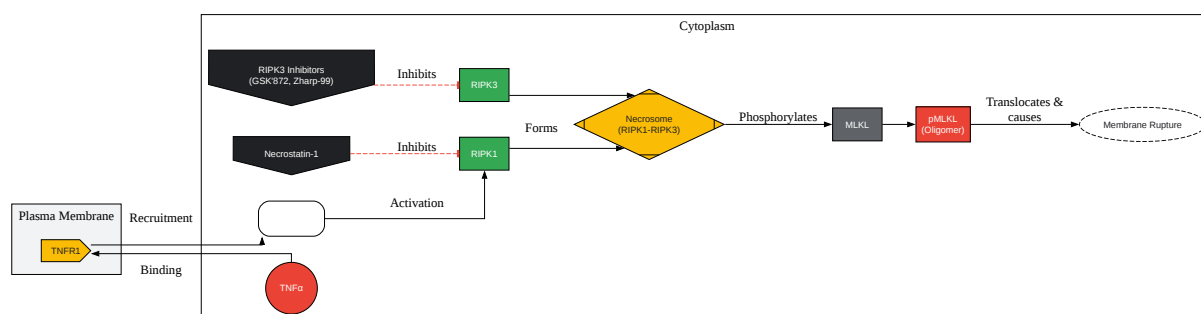 Cytoplasm
RIPK3 Inhibitors
(GSK'872, Zharp-99)
Inhibits
RIPK3
Necrosome
(RIPK1-RIPK3)
Forms
Phosphorylates
MLKL
pMLKL
(Oligomer)
Translocates &
causes
Membrane Rupture
Necrostatin-1
Inhibits
RIPK1
Activation
Plasma Membrane
Recruitment
TNFR1
Binding
TNFα